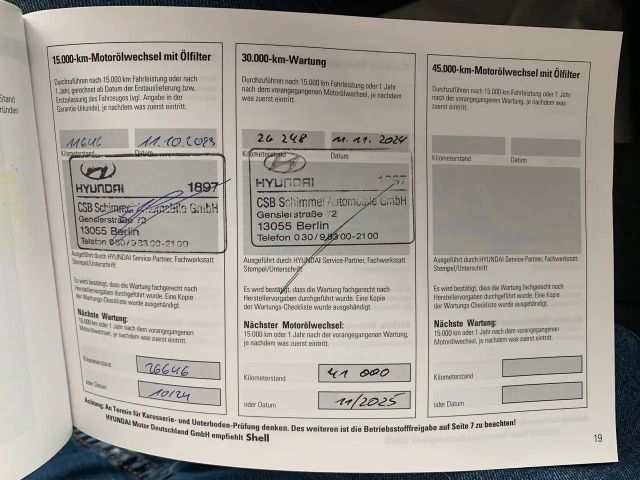 15.000-km-Motorölwechsel mit Ölfilter
Durchzuführen nach 15.000 km Fahrleistung oder nach
1 Jahr, gerechnet ab Datum der Erstauslieferung bzw.
Erstzulassung des Fahrzeuges (vgl. Angabe in der
Garantie-Urkunde), je nachdem was zuerst eintritt.
11646 11.10.2023
Kilometerstand Datum
HYUNDAI 1897
CSB Schimmel Automobile GmbH
Genslerstraße 72
13055 Berlin
Telefon 030/983 00-21 00
Ausgeführt durch HYUNDAI Service-Partner, Fachwerkstatt
Stempel/Unterschrift
Es wird bestätigt, dass die Wartung fachgerecht nach
Herstellervorgaben durchgeführt wurde. Eine Kopie
der Wartungs-Checkliste wurde ausgehändigt.
Nächste Wartung:
15.000 km oder 1 Jahr nach dem vorangegangenen
Motorölwechsel, je nachdem was zuerst eintritt.
Kilometerstand 26646
oder Datum 10/24
30.000-km-Wartung
Durchzuführen nach 15.000 km Fahrleistung oder 1 Jahr
nach dem vorangegangenen Motorölwechsel, je nachdem
was zuerst eintritt.
26 248 11.11.2024
Kilometerstand Datum
HYUNDAI 1897
CSB Schimmel Automobile GmbH
Genslerstraße 72
13055 Berlin
Telefon 030/983 00-21 00
Ausgeführt durch HYUNDAI Service-Partner, Fachwerkstatt
Stempel/Unterschrift
Es wird bestätigt, dass die Wartung fachgerecht nach
Herstellervorgaben durchgeführt wurde. Eine Kopie
der Wartungs-Checkliste wurde ausgehändigt.
Nächster Motorölwechsel:
15.000 km oder 1 Jahr nach der vorangegangenen Wartung,
je nachdem was zuerst eintritt.
Kilometerstand 41 000
oder Datum 11/2025
45.000-km-Motorölwechsel mit Ölfilter
Durchzuführen nach 15.000 km Fahrleistung oder 1 Jahr
nach der vorangegangenen Wartung, je nachdem was
zuerst eintritt.
Kilometerstand Datum
Ausgeführt durch HYUNDAI Service-Partner, Fachwerkstatt
Stempel/Unterschrift
Es wird bestätigt, dass die Wartung fachgerecht nach
Herstellervorgaben durchgeführt wurde. Eine Kopie
der Wartungs-Checkliste wurde ausgehändigt.
Nächste Wartung:
15.000 km oder 1 Jahr nach dem vorangegangenen
Motorölwechsel, je nachdem was zuerst eintritt.
Kilometerstand
oder Datum
Achtung: An Termin für Karosserie- und Unterboden-Prüfung denken. Des weiteren ist die Betriebsstofffreigabe auf Seite 7 zu beachten!
HYUNDAI Motor Deutschland GmbH empfiehlt Shell
19